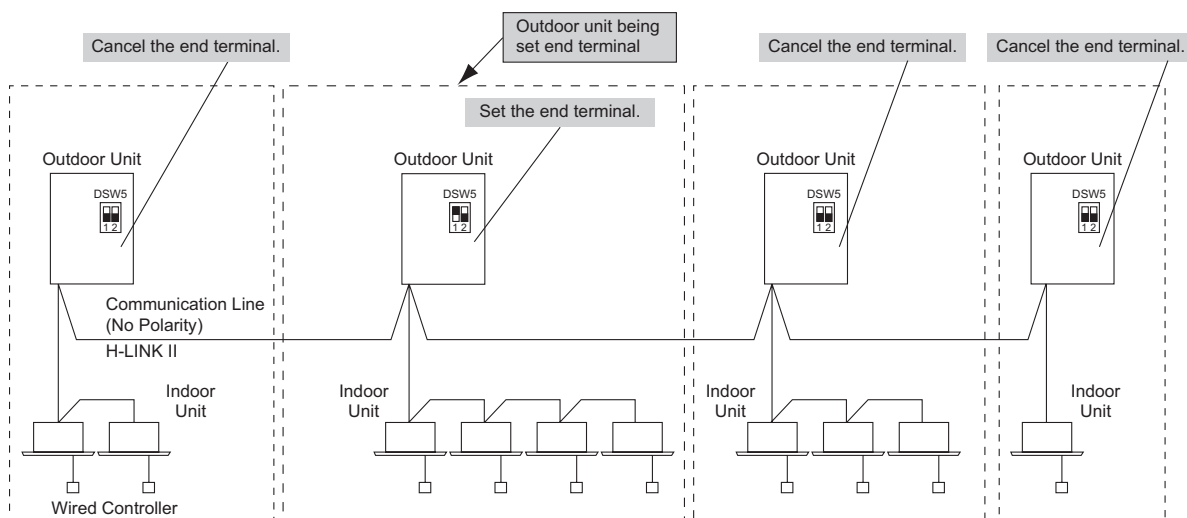 Outdoor unit being
set end terminal
Cancel the end terminal.
Cancel the end terminal.
Cancel the end terminal.
Set the end terminal.
Outdoor Unit
Outdoor Unit
Outdoor Unit
Outdoor Unit
DSW5
1 2
DSW5
1 2
DSW5
1 2
DSW5
1 2
Communication Line
(No Polarity)
H-LINK II
Indoor
Unit
Indoor
Unit
Indoor
Unit
Indoor
Unit
Wired Controller